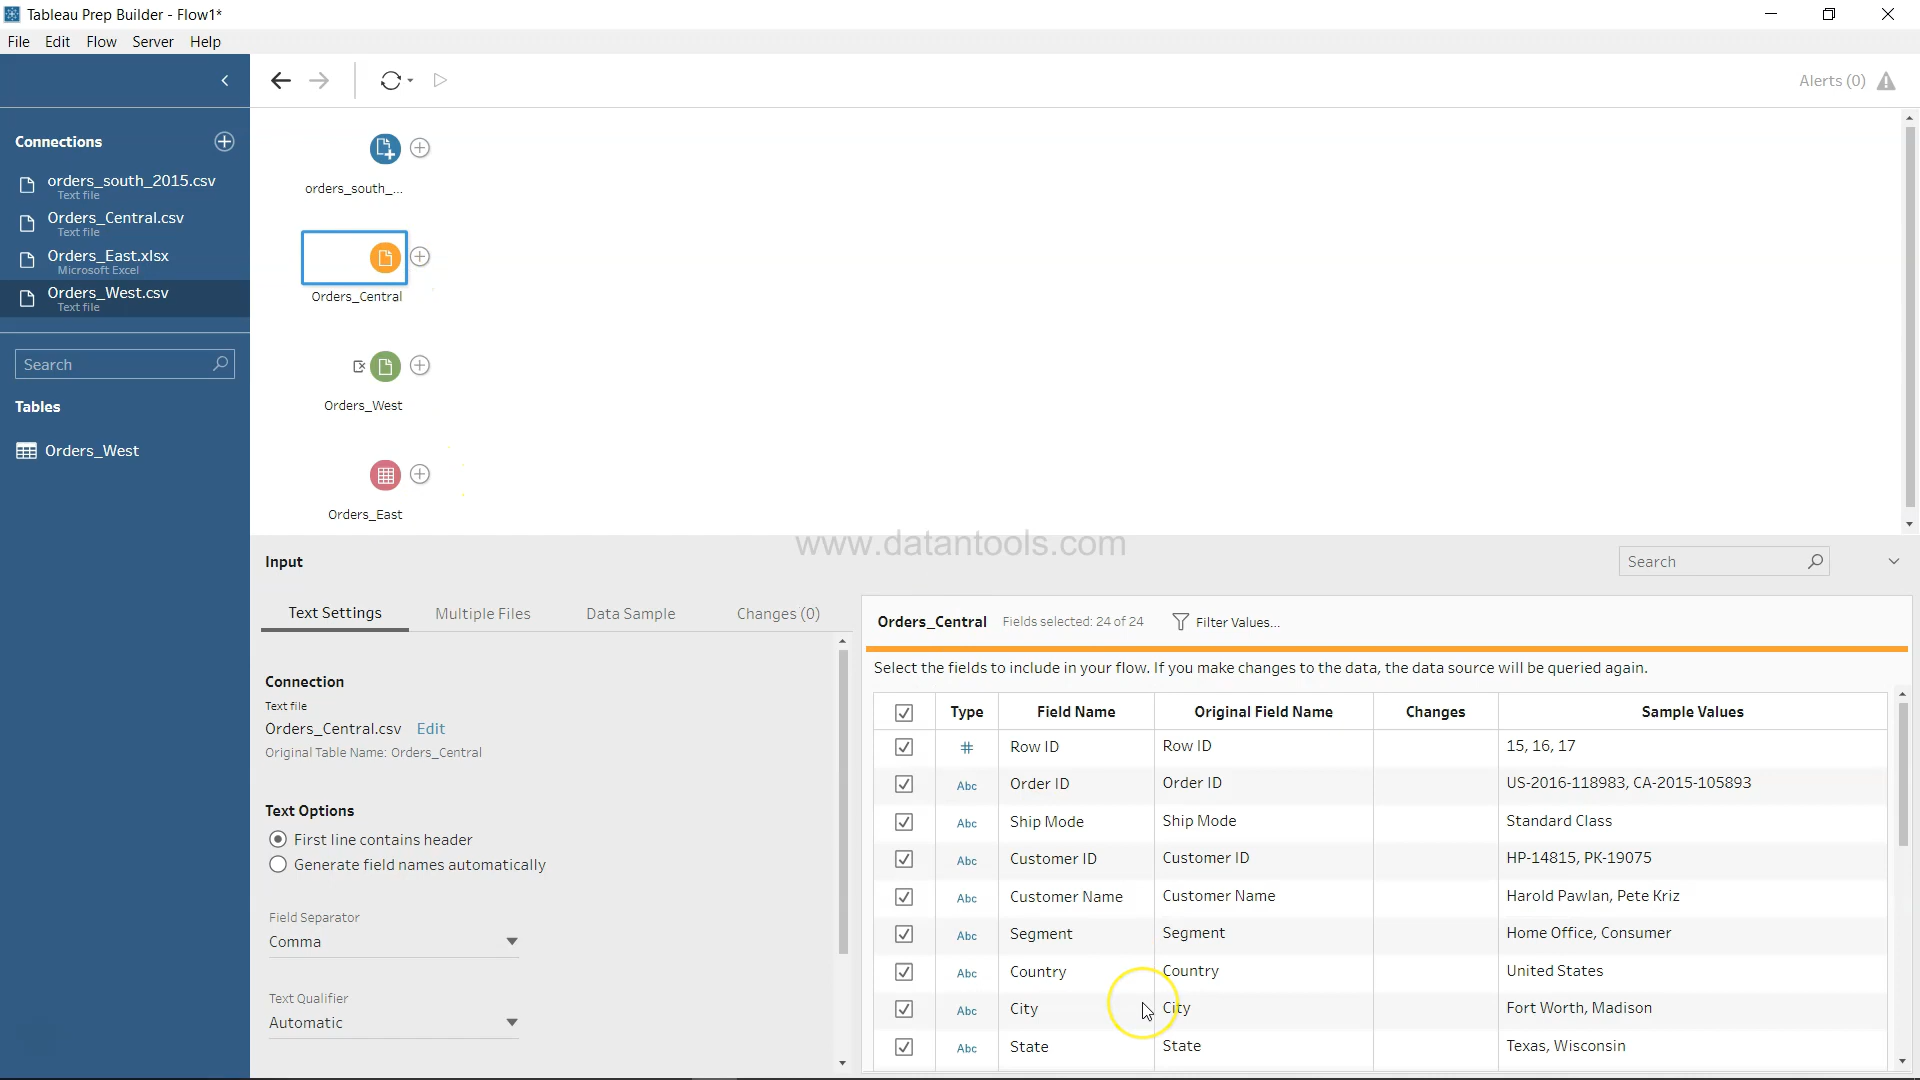 Tableau Prep Builder - Flow1*
File Edit Flow Server Help
Alerts (0)
Connections
orders_south_2015.csv
Text file
Orders_Central.csv
Text file
Orders_East.xlsx
Microsoft Excel
Orders_West.csv
Text file
Search
Tables
Orders_West
orders_south_...
Orders_Central
Orders_West
Orders_East
www.datantools.com
Input
Search
Text Settings Multiple Files Data Sample Changes (0)
Connection
Text file
Orders_Central.csv Edit
Original Table Name: Orders_Central
Text Options
First line contains header
Generate field names automatically
Field Separator
Comma
Text Qualifier
Automatic
Orders_Central Fields selected: 24 of 24 Filter Values...
Select the fields to include in your flow. If you make changes to the data, the data source will be queried again.
Type Field Name Original Field Name Changes Sample Values
# Row ID Row ID 15, 16, 17
Abc Order ID Order ID US-2016-118983, CA-2015-105893
Abc Ship Mode Ship Mode Standard Class
Abc Customer ID Customer ID HP-14815, PK-19075
Abc Customer Name Customer Name Harold Pawlan, Pete Kriz
Abc Segment Segment Home Office, Consumer
Abc Country Country United States
Abc City City Fort Worth, Madison
Abc State State Texas, Wisconsin